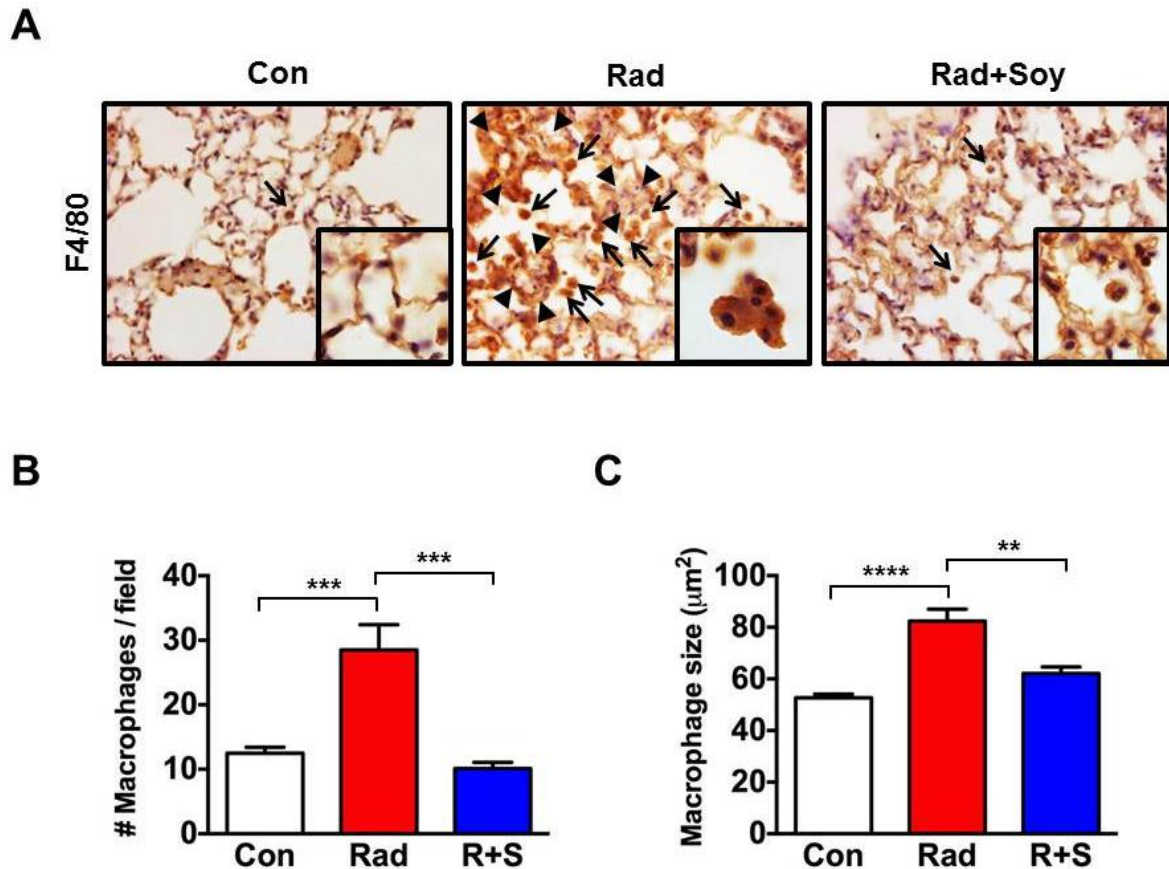 A
Con Rad Rad+Soy
F4/80
B
# Macrophages / field
40
30
20
10
0
*** ***
Con Rad R+S
C
Macrophage size (μm²)
100
80
60
40
20
0
**** **
Con Rad R+S